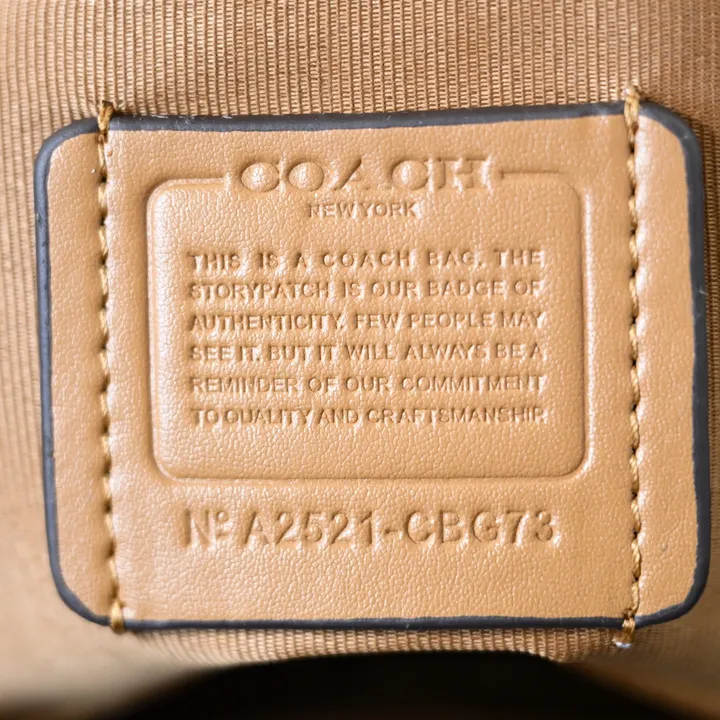 COACH
NEW YORK
THIS IS A COACH BAG. THE
STORYPATCH IS OUR BADGE OF
AUTHENTICITY. FEW PEOPLE MAY
SEE IT. BUT IT WILL ALWAYS BE A
REMINDER OF OUR COMMITMENT
TO QUALITY AND CRAFTSMANSHIP.
Nº A2521-CBG73